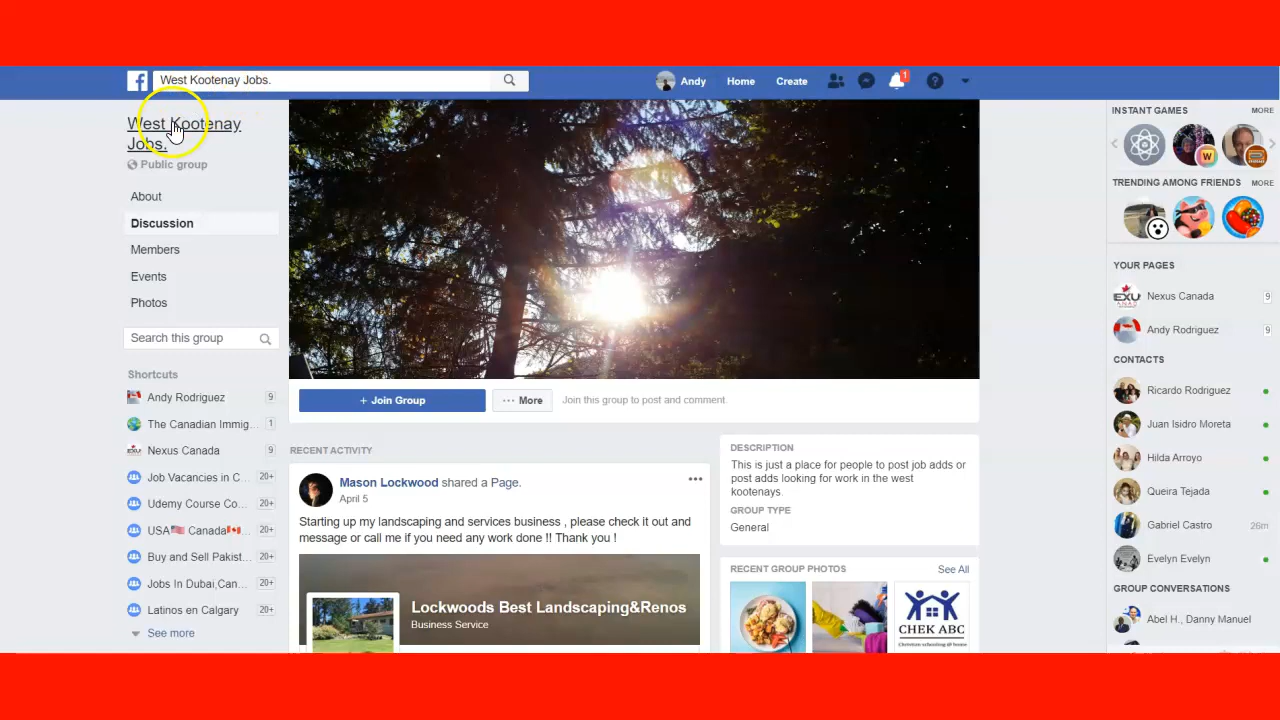 West Kootenay Jobs.
Andy
Home
Create
1
West Kootenay
Jobs.
Public group
About
Discussion
Members
Events
Photos
Search this group
Shortcuts
Andy Rodriguez 9
The Canadian Immig... 1
Nexus Canada 9
Job Vacancies in C... 20+
Udemy Course Co... 20+
USA🇺🇸 Canada🇨🇦... 20+
Buy and Sell Pakist... 20+
Jobs In Dubai,Can... 20+
Latinos en Calgary 20+
See more
+ Join Group
··· More
Join this group to post and comment.
RECENT ACTIVITY
Mason Lockwood shared a Page.
April 5
Starting up my landscaping and services business , please check it out and
message or call me if you need any work done !! Thank you !
Lockwoods Best Landscaping&Renos
Business Service
DESCRIPTION
This is just a place for people to post job adds or
post adds looking for work in the west
kootenays.
GROUP TYPE
General
RECENT GROUP PHOTOS See All
CHEK ABC
Christian schooling @ home
INSTANT GAMES MORE
TRENDING AMONG FRIENDS MORE
YOUR PAGES
Nexus Canada 9
Andy Rodriguez 9
CONTACTS
Ricardo Rodriguez
Juan Isidro Moreta
Hilda Arroyo
Queira Tejada
Gabriel Castro 26m
Evelyn Evelyn
GROUP CONVERSATIONS
Abel H., Danny Manuel